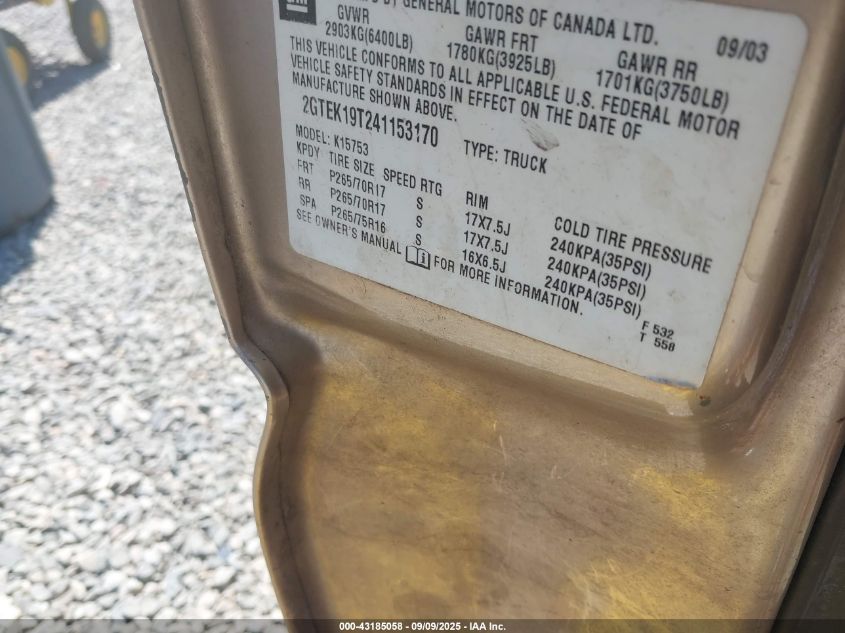 GM
BY GENERAL MOTORS OF CANADA LTD. 09/03
GVWR GAWR FRT GAWR RR
2903KG(6400LB) 1780KG(3925LB) 1701KG(3750LB)
THIS VEHICLE CONFORMS TO ALL APPLICABLE U.S. FEDERAL MOTOR
VEHICLE SAFETY STANDARDS IN EFFECT ON THE DATE OF
MANUFACTURE SHOWN ABOVE.
2GTEK19T241153170 TYPE: TRUCK
MODEL: K15753
KPDY TIRE SIZE SPEED RTG RIM COLD TIRE PRESSURE
FRT P265/70R17 S 17X7.5J 240KPA(35PSI)
RR P265/70R17 S 17X7.5J 240KPA(35PSI)
SPA P265/75R16 S 16X6.5J 240KPA(35PSI)
SEE OWNER'S MANUAL FOR MORE INFORMATION.
F 532
T 558
000-43185058 - 09/09/2025 - IAA Inc.